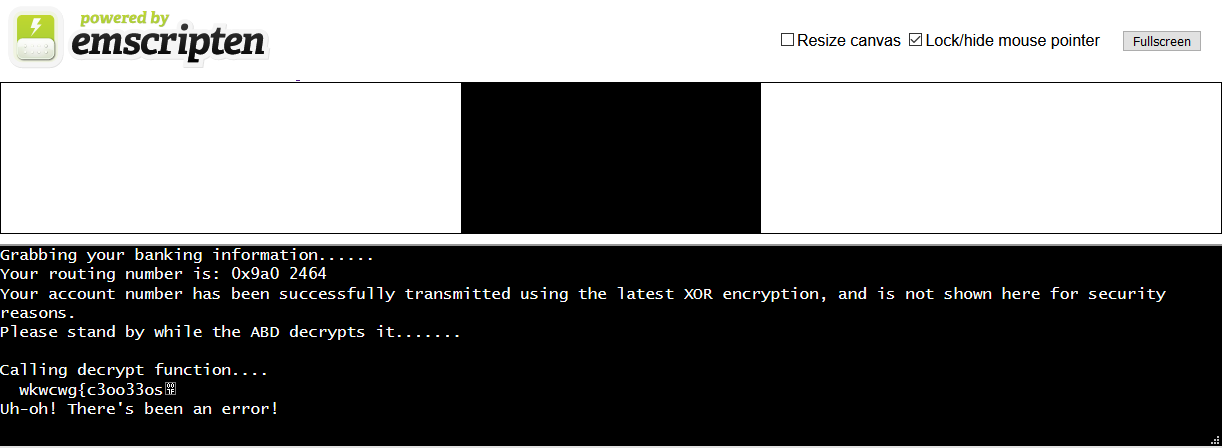 powered by
emscripten
Resize canvas Lock/hide mouse pointer Fullscreen
Grabbing your banking information......
Your routing number is: 0x9a0 2464
Your account number has been successfully transmitted using the latest XOR encryption, and is not shown here for security
reasons.
Please stand by while the ABD decrypts it.......
Calling decrypt function....
wkwcwg{c3oo33os
Uh-oh! There's been an error!